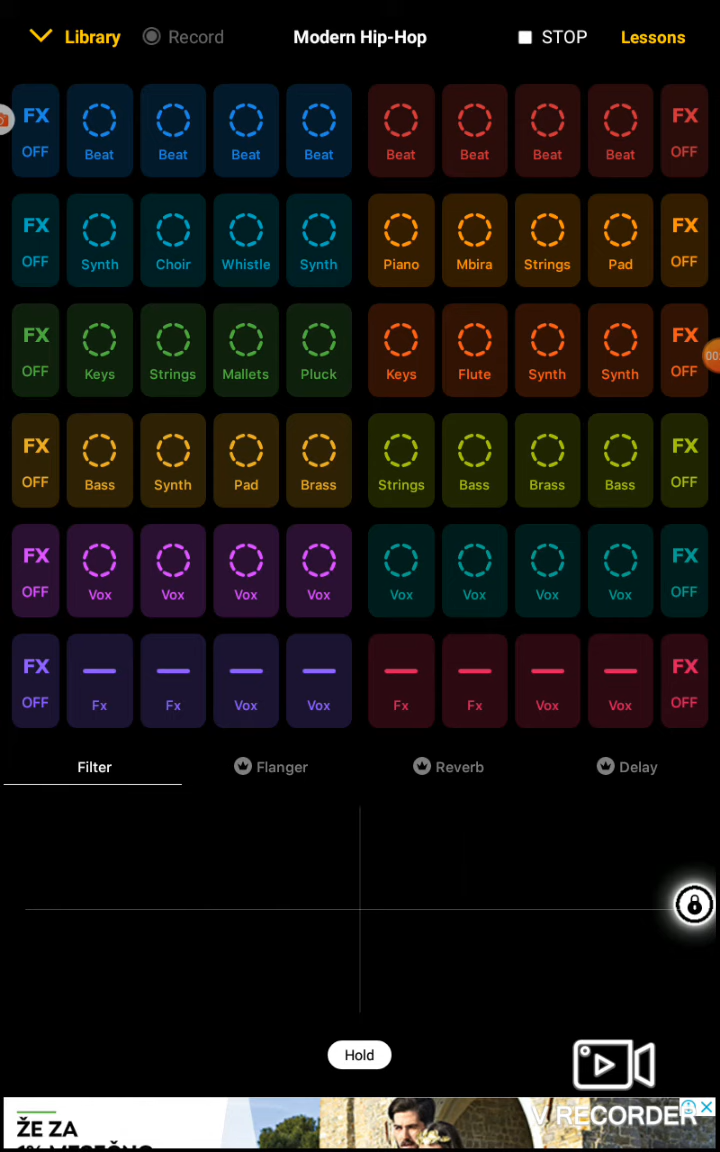 Library Record Modern Hip-Hop STOP Lessons
FX Beat Beat Beat Beat Beat Beat Beat Beat FX
OFF OFF
FX Synth Choir Whistle Synth Piano Mbira Strings Pad FX
OFF OFF
FX Keys Strings Mallets Pluck Keys Flute Synth Synth FX
OFF OFF
FX Bass Synth Pad Brass Strings Bass Brass Bass FX
OFF OFF
FX Vox Vox Vox Vox Vox Vox Vox Vox FX
OFF OFF
FX Fx Fx Vox Vox Fx Fx Vox Vox FX
OFF OFF
Filter Flanger Reverb Delay
Hold
ŽE ZA
V RECORDER